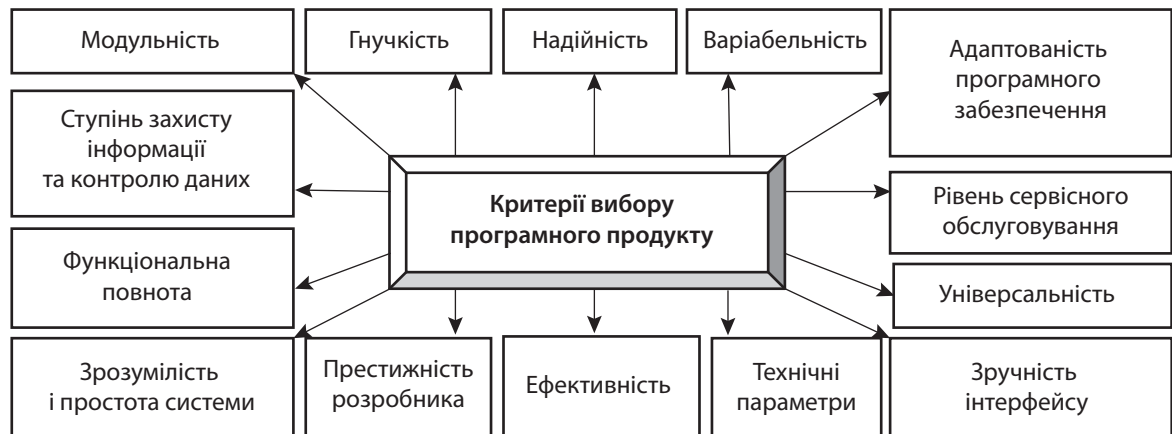 Модульність
Гнучкість
Надійність
Варіабельність
Адаптованість
програмного
забезпечення
Ступінь захисту
інформації
та контролю даних
Критерії вибору
програмного продукту
Рівень сервісного
обслуговування
Функціональна
повнота
Універсальність
Зрозумілість
і простота системи
Престижність
розробника
Ефективність
Технічні
параметри
Зручність
інтерфейсу